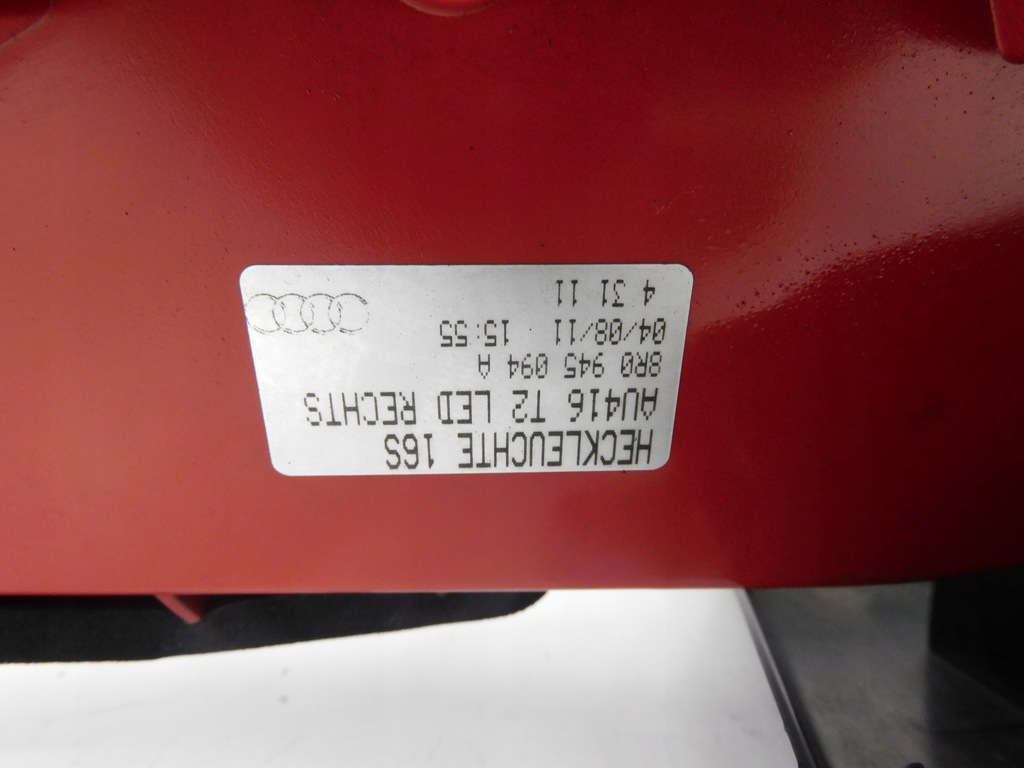 HECKLEUCHTE 16S
AU416 T2 LED RECHTS
8R0 945 094 A
04/08/11 15:55
4 31 11